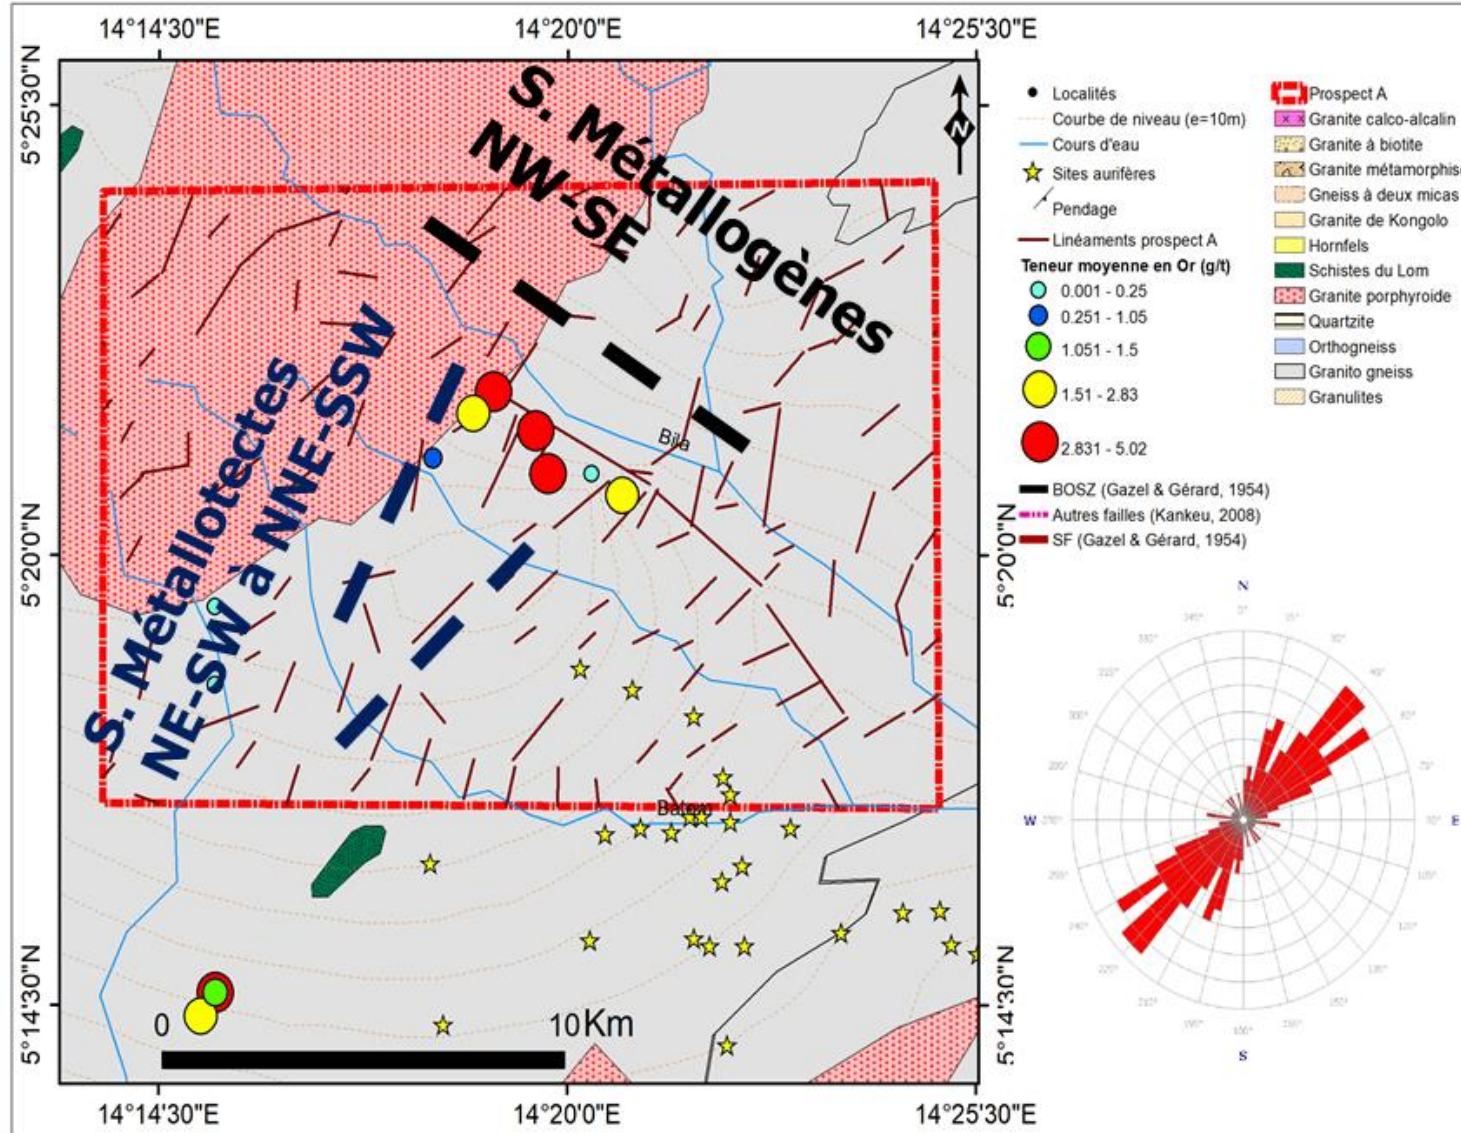 14°14'30"E
14°20'0"E
14°25'30"E
5°25'30"N
5°20'0"N
5°14'30"N
S. Métallogènes
NW-SE
S. Métallotectes
NE-SW à NNE-SSW
Bila
0
10Km
14°14'30"E
14°20'0"E
14°25'30"E
5°20'0"N
5°14'30"N
N
Localités
Courbe de niveau (e=10m)
Cours d'eau
Sites aurifères
Pendage
Linéaments prospect A
Teneur moyenne en Or (g/t)
0.001 - 0.25
0.251 - 1.05
1.051 - 1.5
1.51 - 2.83
2.831 - 5.02
BOSZ (Gazel & Gérard, 1954)
Autres failles (Kankeu, 2008)
SF (Gazel & Gérard, 1954)
Prospect A
Granite calco-alcalin
Granite à biotite
Granite métamorphis
Gneiss à deux micas
Granite de Kongolo
Hornfels
Schistes du Lom
Granite porphyroide
Quartzite
Orthogneiss
Granito gneiss
Granulites
N
0°
15°
W
E
S